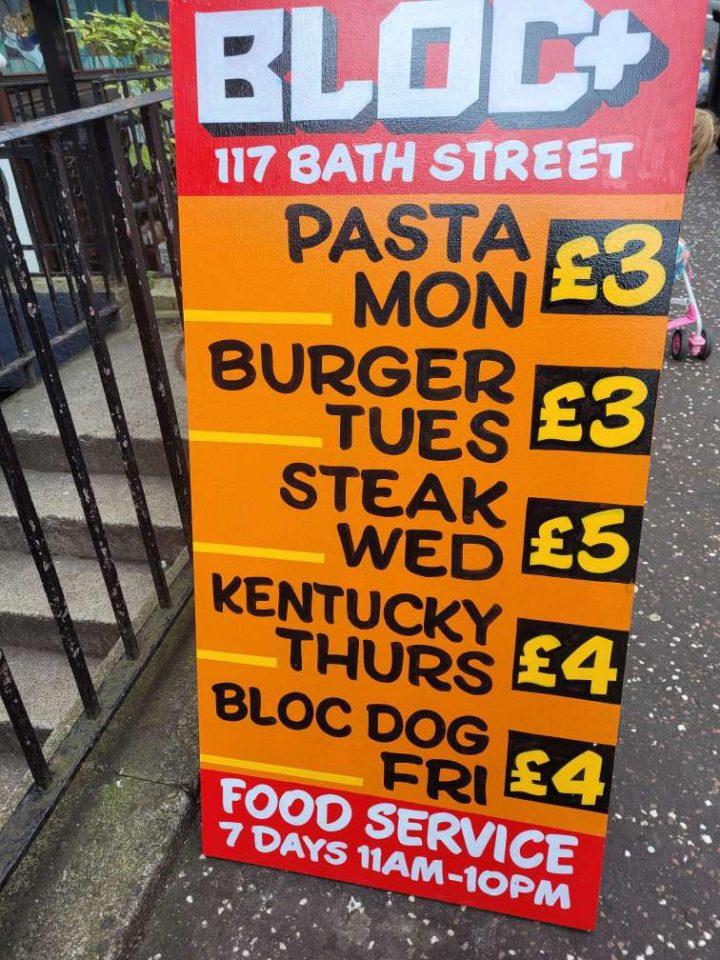 BLOC+
117 BATH STREET
PASTA
MON £3
BURGER
TUES £3
STEAK
WED £5
KENTUCKY
THURS £4
BLOC DOG
FRI £4
FOOD SERVICE
7 DAYS 11AM-10PM